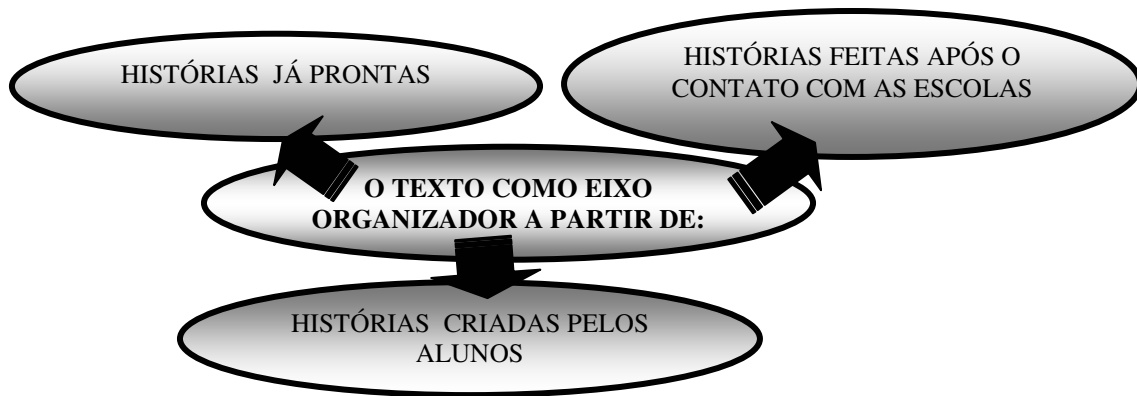 HISTÓRIAS JÁ PRONTAS
HISTÓRIAS FEITAS APÓS O
CONTATO COM AS ESCOLAS
O TEXTO COMO EIXO
ORGANIZADOR A PARTIR DE:
HISTÓRIAS CRIADAS PELOS
ALUNOS